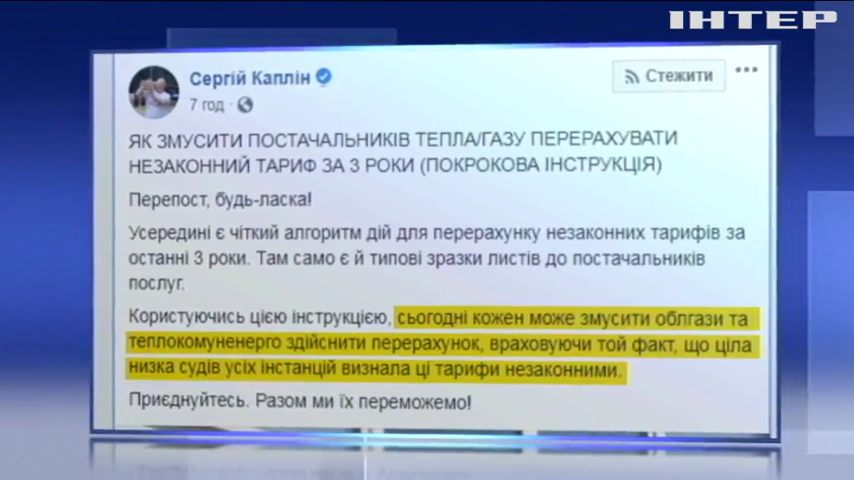 ІНТЕР
Сергій Каплін
Стежити
7 год ·
ЯК ЗМУСИТИ ПОСТАЧАЛЬНИКІВ ТЕПЛА/ГАЗУ ПЕРЕРАХУВАТИ
НЕЗАКОННИЙ ТАРИФ ЗА 3 РОКИ (ПОКРОКОВА ІНСТРУКЦІЯ)
Перепост, будь-ласка!
Усередині є чіткий алгоритм дій для перерахунку незаконних тарифів за
останні 3 роки. Там само є й типові зразки листів до постачальників
послуг.
Користуючись цією інструкцією, сьогодні кожен може змусити облгази та
теплокомуненерго здійснити перерахунок, враховуючи той факт, що ціла
низка судів усіх інстанцій визнала ці тарифи незаконними.
Приєднуйтесь. Разом ми їх переможемо!